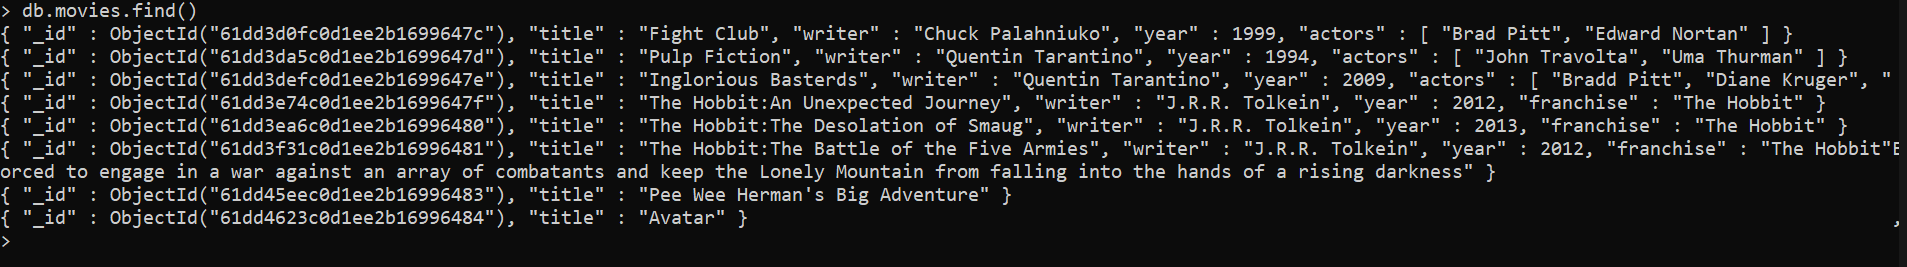 > db.movies.find()
{ "_id" : ObjectId("61dd3d0fc0d1ee2b1699647c"), "title" : "Fight Club", "writer" : "Chuck Palahniuko", "year" : 1999, "actors" : [ "Brad Pitt", "Edward Nortan" ] }
{ "_id" : ObjectId("61dd3da5c0d1ee2b1699647d"), "title" : "Pulp Fiction", "writer" : "Quentin Tarantino", "year" : 1994, "actors" : [ "John Travolta", "Uma Thurman" ] }
{ "_id" : ObjectId("61dd3defc0d1ee2b1699647e"), "title" : "Inglorious Basterds", "writer" : "Quentin Tarantino", "year" : 2009, "actors" : [ "Bradd Pitt", "Diane Kruger", "
{ "_id" : ObjectId("61dd3e74c0d1ee2b1699647f"), "title" : "The Hobbit:An Unexpected Journey", "writer" : "J.R.R. Tolkein", "year" : 2012, "franchise" : "The Hobbit" }
{ "_id" : ObjectId("61dd3ea6c0d1ee2b16996480"), "title" : "The Hobbit:The Desolation of Smaug", "writer" : "J.R.R. Tolkein", "year" : 2013, "franchise" : "The Hobbit" }
{ "_id" : ObjectId("61dd3f31c0d1ee2b16996481"), "title" : "The Hobbit:The Battle of the Five Armies", "writer" : "J.R.R. Tolkein", "year" : 2012, "franchise" : "The Hobbit"E
orced to engage in a war against an array of combatants and keep the Lonely Mountain from falling into the hands of a rising darkness" }
{ "_id" : ObjectId("61dd45eec0d1ee2b16996483"), "title" : "Pee Wee Herman's Big Adventure" }
{ "_id" : ObjectId("61dd4623c0d1ee2b16996484"), "title" : "Avatar" } ,
>